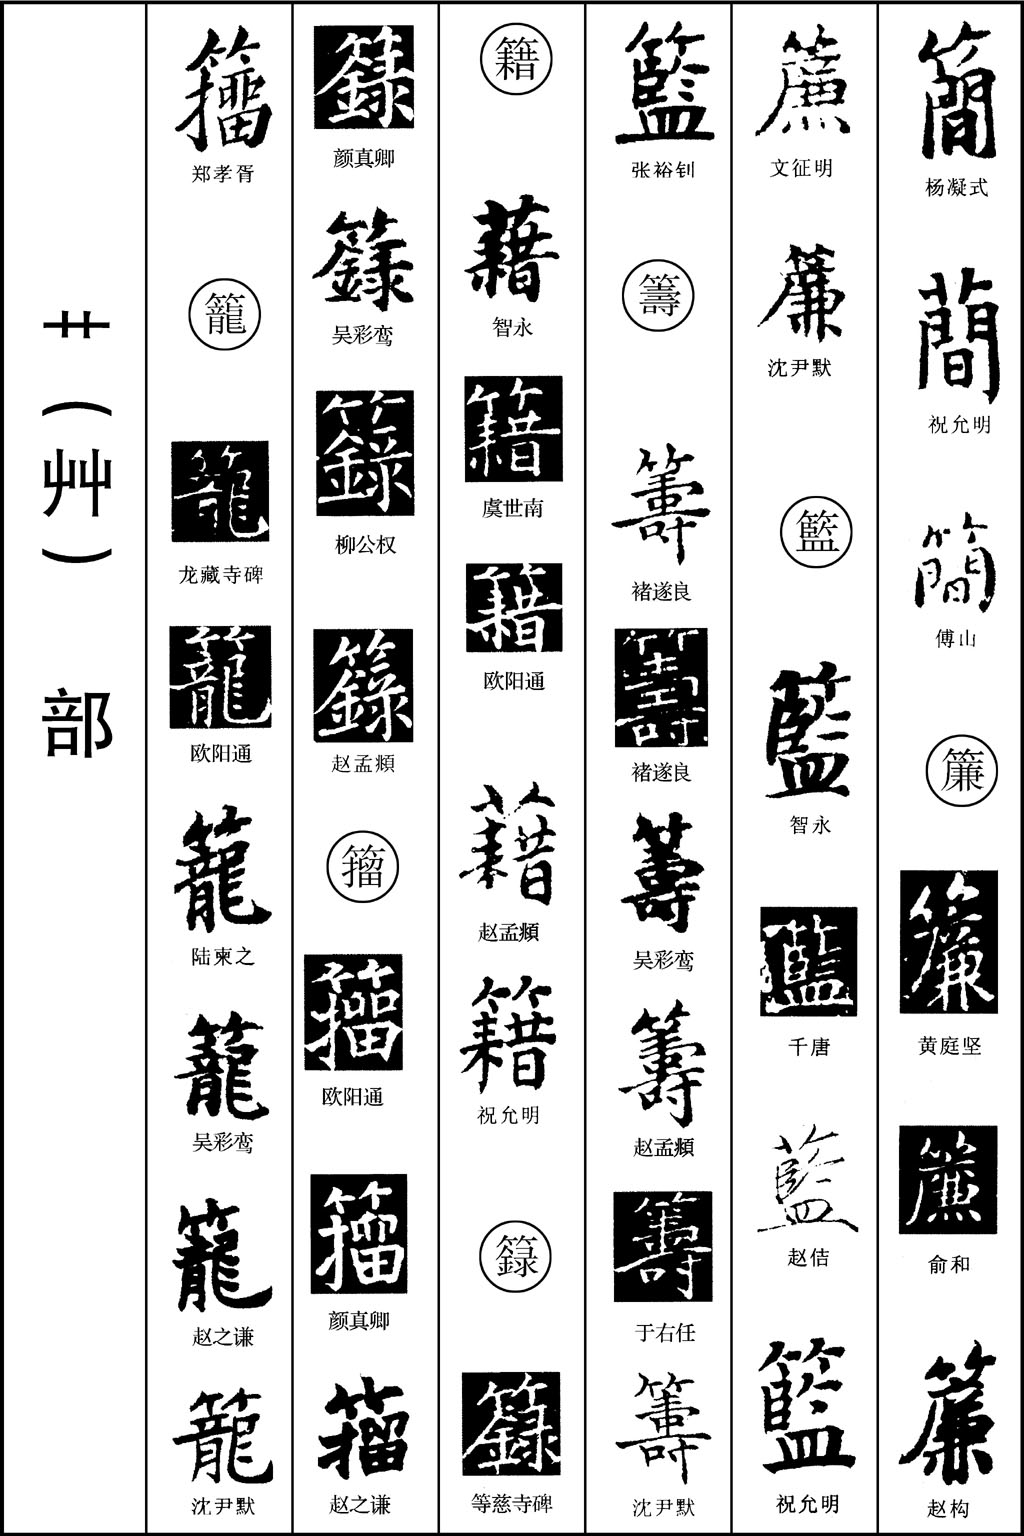 簡
杨凝式
簡
祝允明
簡
傅山
簾
簾
黄庭坚
簾
俞和
簾
赵构
簾
文征明
簾
沈尹默
籃
籃
智永
籃
千唐
籃
赵佶
籃
祝允明
籃
张裕钊
籌
籌
褚遂良
籌
褚遂良
籌
吴彩鸾
籌
赵孟頫
籌
于右任
籌
沈尹默
籍
籍
智永
籍
虞世南
籍
欧阳通
籍
赵孟頫
籍
祝允明
籙
籙
等慈寺碑
籙
颜真卿
籙
吴彩鸾
籙
柳公权
籙
赵孟頫
籀
籀
欧阳通
籀
颜真卿
籀
赵之谦
籀
郑孝胥
籠
籠
龙藏寺碑
籠
欧阳通
籠
陆柬之
籠
吴彩鸾
籠
赵之谦
籠
沈尹默
艹（艸）部